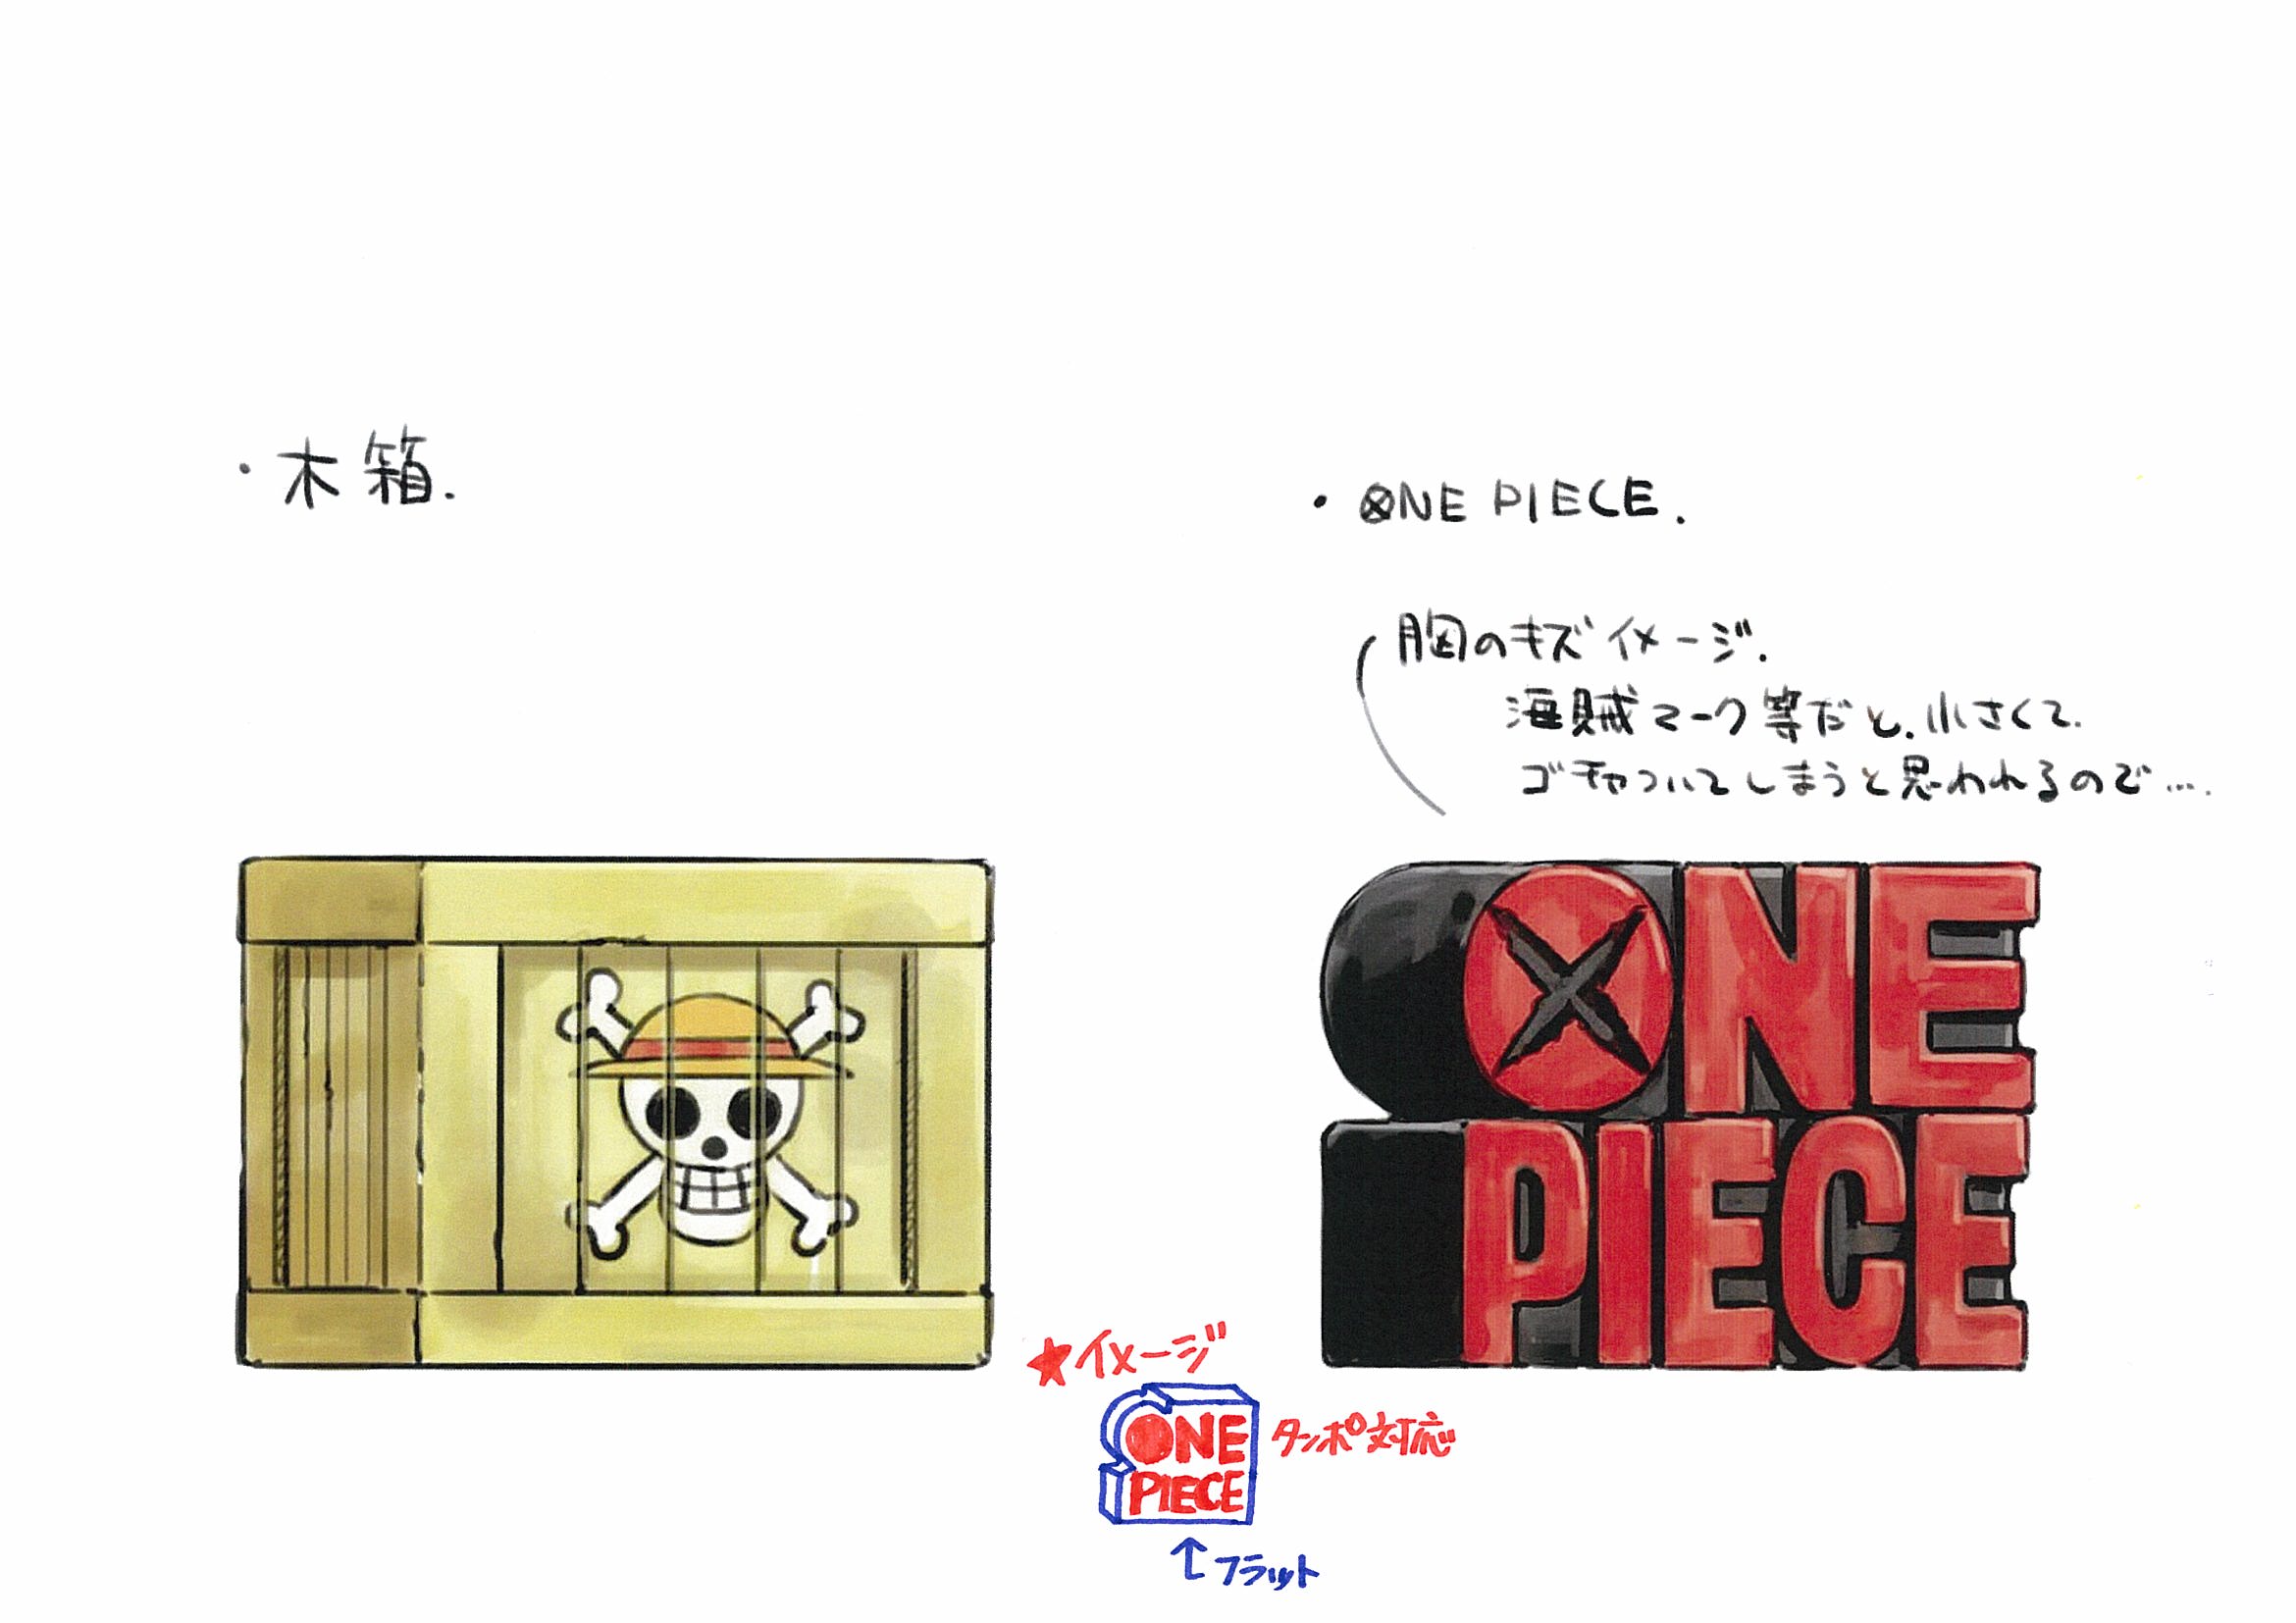 ・木箱.
・ONE PIECE.
胸のキズイメージ.
海賊マーク等だと、小さくて、
ゴチャついてしまうと思われるので….
ONE
PIECE
★イメージ
ONE
PIECE
タンポ対応
↑フラット